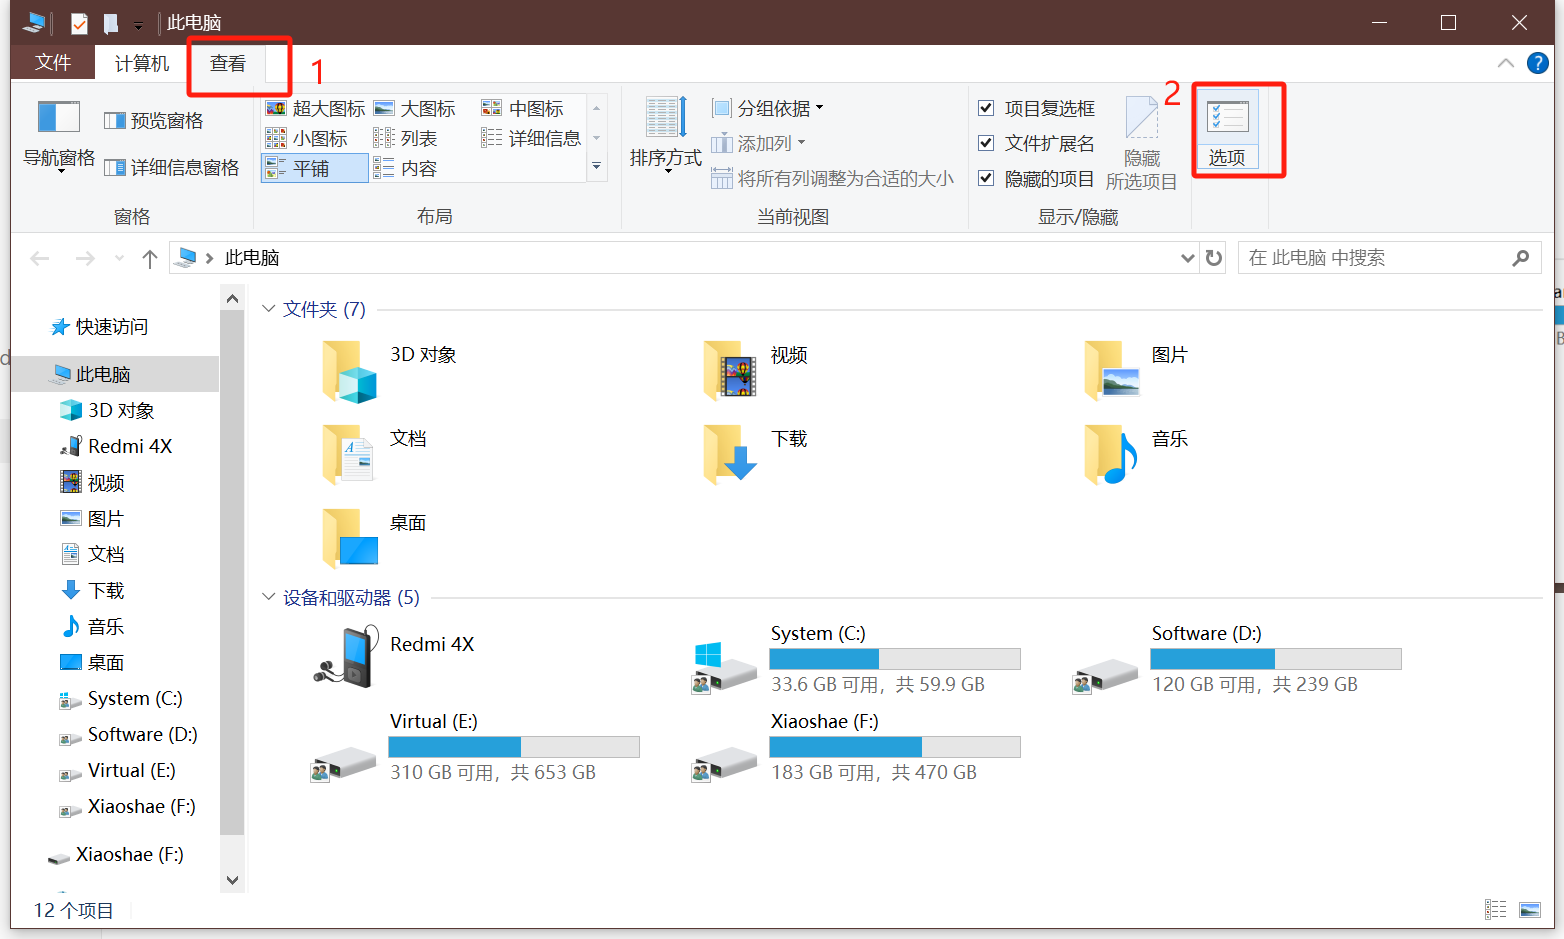 此电脑
文件 计算机 查看 1
2
导航窗格 预览窗格 详细信息窗格
窗格
超大图标 大图标 中图标
小图标 列表 详细信息
平铺 内容
布局
排序方式
分组依据
添加列
将所有列调整为合适的大小
当前视图
项目复选框
文件扩展名
隐藏的项目
隐藏
所选项目
显示/隐藏
选项
此电脑
在 此电脑 中搜索
快速访问
此电脑
3D 对象
Redmi 4X
视频
图片
文档
下载
音乐
桌面
System (C:)
Software (D:)
Virtual (E:)
Xiaoshae (F:)
Xiaoshae (F:)
文件夹 (7)
3D 对象
视频
图片
文档
下载
音乐
桌面
设备和驱动器 (5)
Redmi 4X
System (C:)
33.6 GB 可用，共 59.9 GB
Software (D:)
120 GB 可用，共 239 GB
Virtual (E:)
310 GB 可用，共 653 GB
Xiaoshae (F:)
183 GB 可用，共 470 GB
12 个项目